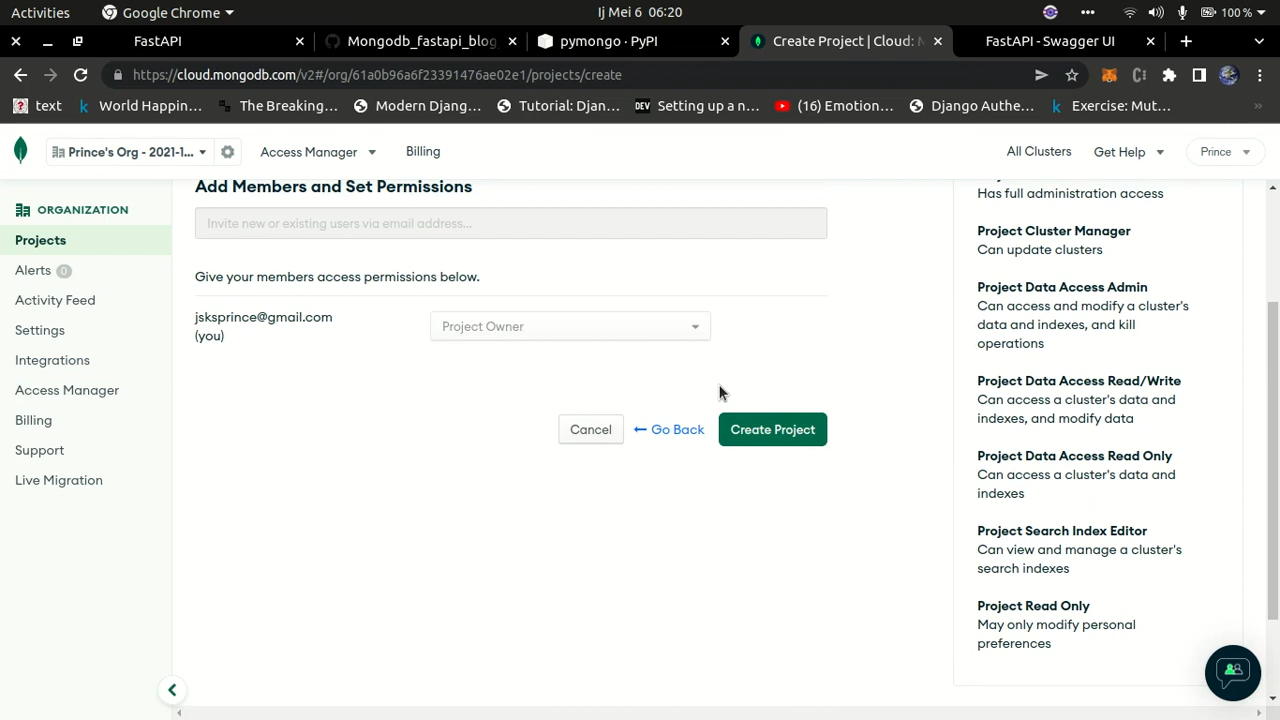 Activities
Google Chrome
Ij Mei 6 06:20
100 %
FastAPI
Mongodb_fastapi_blog
pymongo · PyPI
Create Project | Cloud: M
FastAPI - Swagger UI
https://cloud.mongodb.com/v2#/org/61a0b96a6f23391476ae02e1/projects/create
text
World Happin...
The Breaking...
Modern Djang...
Tutorial: Djan...
DEV
Setting up a n...
(16) Emotion...
Django Authe...
Exercise: Mut...
Prince's Org - 2021-1...
Access Manager
Billing
All Clusters
Get Help
Prince
ORGANIZATION
Projects
Alerts 0
Activity Feed
Settings
Integrations
Access Manager
Billing
Support
Live Migration
Add Members and Set Permissions
Invite new or existing users via email address...
Give your members access permissions below.
jsksprince@gmail.com
(you)
Project Owner
Cancel
Go Back
Create Project
Has full administration access
Project Cluster Manager
Can update clusters
Project Data Access Admin
Can access and modify a cluster's
data and indexes, and kill
operations
Project Data Access Read/Write
Can access a cluster's data and
indexes, and modify data
Project Data Access Read Only
Can access a cluster's data and
indexes
Project Search Index Editor
Can view and manage a cluster's
search indexes
Project Read Only
May only modify personal
preferences